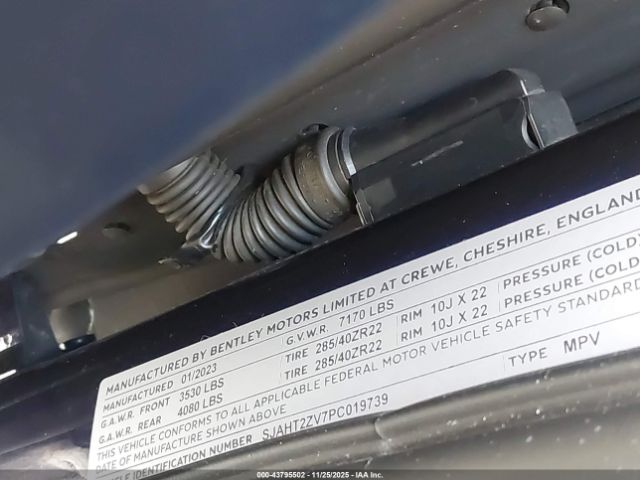 MANUFACTURED BY BENTLEY MOTORS LIMITED AT CREWE, CHESHIRE, ENGLAND
MANUFACTURED 01/2023 G.V.W.R. 7170 LBS
G.A.W.R. FRONT 3530 LBS TIRE 285/40ZR22 RIM 10J X 22 PRESSURE (COLD)
G.A.W.R. REAR 4080 LBS TIRE 285/40ZR22 RIM 10J X 22 PRESSURE (COLD
THIS VEHICLE CONFORMS TO ALL APPLICABLE FEDERAL MOTOR VEHICLE SAFETY STANDARD
DATE OF MANUFACTURE SHOWN ABOVE
VEHICLE IDENTIFICATION NUMBER SJAHT2ZV7PC019739 TYPE MPV
000-43795502 - 11/25/2025 - COPART.COM